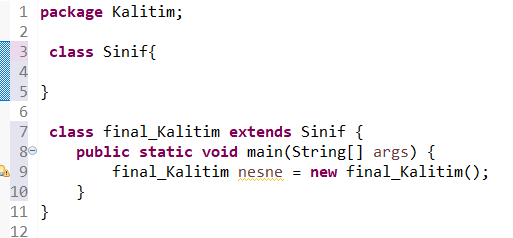 1 package Kalitim;
2
3 class Sinif{
4
5 }
6
7 class final_Kalitim extends Sinif {
8 public static void main(String[] args) {
9 final_Kalitim nesne = new final_Kalitim();
10 }
11 }
12